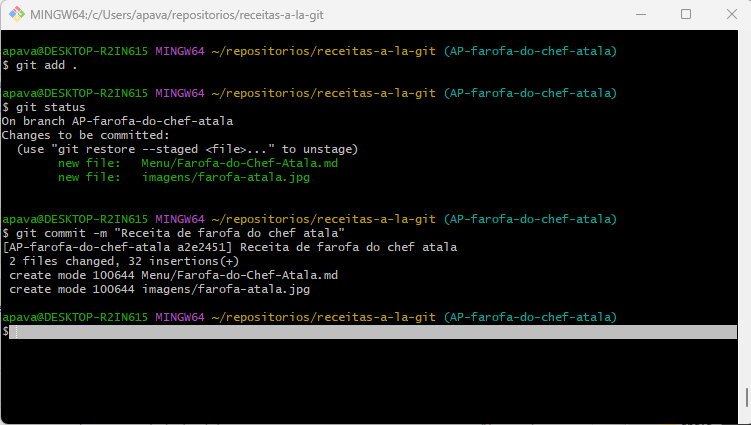 MINGW64:/c/Users/apava/repositorios/receitas-a-la-git
apava@DESKTOP-R2IN615 MINGW64 ~/repositorios/receitas-a-la-git (AP-farofa-do-chef-atala)
$ git add .
apava@DESKTOP-R2IN615 MINGW64 ~/repositorios/receitas-a-la-git (AP-farofa-do-chef-atala)
$ git status
On branch AP-farofa-do-chef-atala
Changes to be committed:
  (use "git restore --staged <file>..." to unstage)
        new file:   Menu/Farofa-do-Chef-Atala.md
        new file:   imagens/farofa-atala.jpg
apava@DESKTOP-R2IN615 MINGW64 ~/repositorios/receitas-a-la-git (AP-farofa-do-chef-atala)
$ git commit -m "Receita de farofa do chef atala"
[AP-farofa-do-chef-atala a2e2451] Receita de farofa do chef atala
 2 files changed, 32 insertions(+)
 create mode 100644 Menu/Farofa-do-Chef-Atala.md
 create mode 100644 imagens/farofa-atala.jpg
apava@DESKTOP-R2IN615 MINGW64 ~/repositorios/receitas-a-la-git (AP-farofa-do-chef-atala)
$